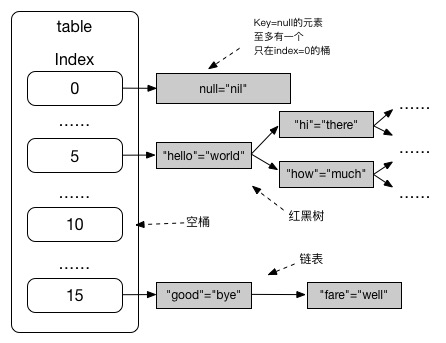 table
Index
0
……
5
……
10
……
15
Key=null的元素
至多有一个
只在index=0的桶
null="nil"
"hello"="world"
"hi"="there"
"how"="much"
……
……
……
红黑树
空桶
链表
"good"="bye"
"fare"="well"